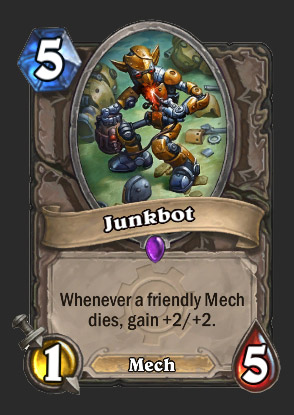 5
Junkbot
Whenever a friendly Mech
dies, gain +2/+2.
1
Mech
5